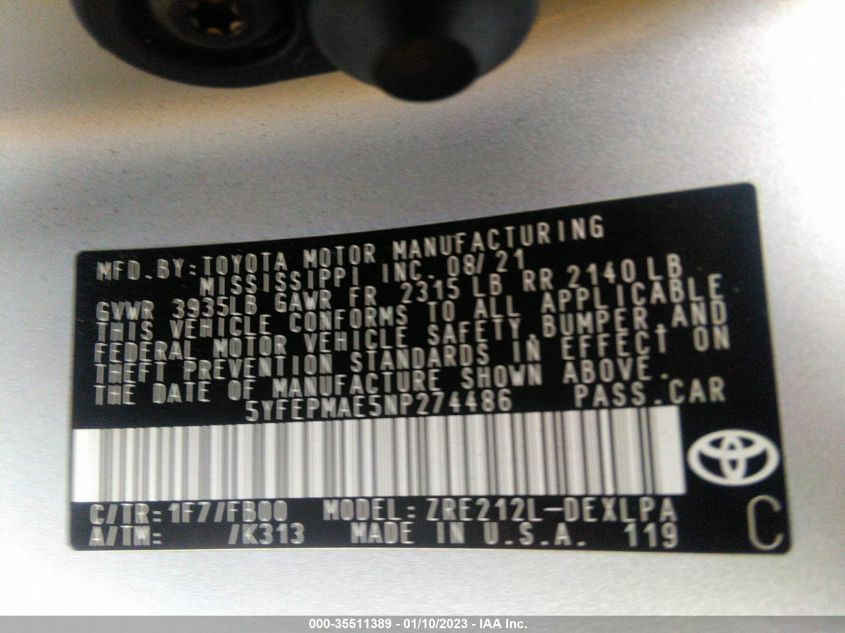 MFD.BY:TOYOTA MOTOR MANUFACTURING
MISSISSIPPI INC. 08/21
GVWR 3935LB GAWR FR 2315 LB RR 2140 LB
THIS VEHICLE CONFORMS TO ALL APPLICABLE
FEDERAL MOTOR VEHICLE SAFETY,BUMPER,AND
THEFT PREVENTION STANDARDS IN EFFECT ON
THE DATE OF MANUFACTURE SHOWN ABOVE.
5YFEPMAE5NP274486 PASS.CAR
C/TR:1F7/FB00 MODEL:ZRE212L-DEXLPA
A/TM: /K313 MADE IN U.S.A. 119
C
000-35511389 - 01/10/2023 - IAA Inc.